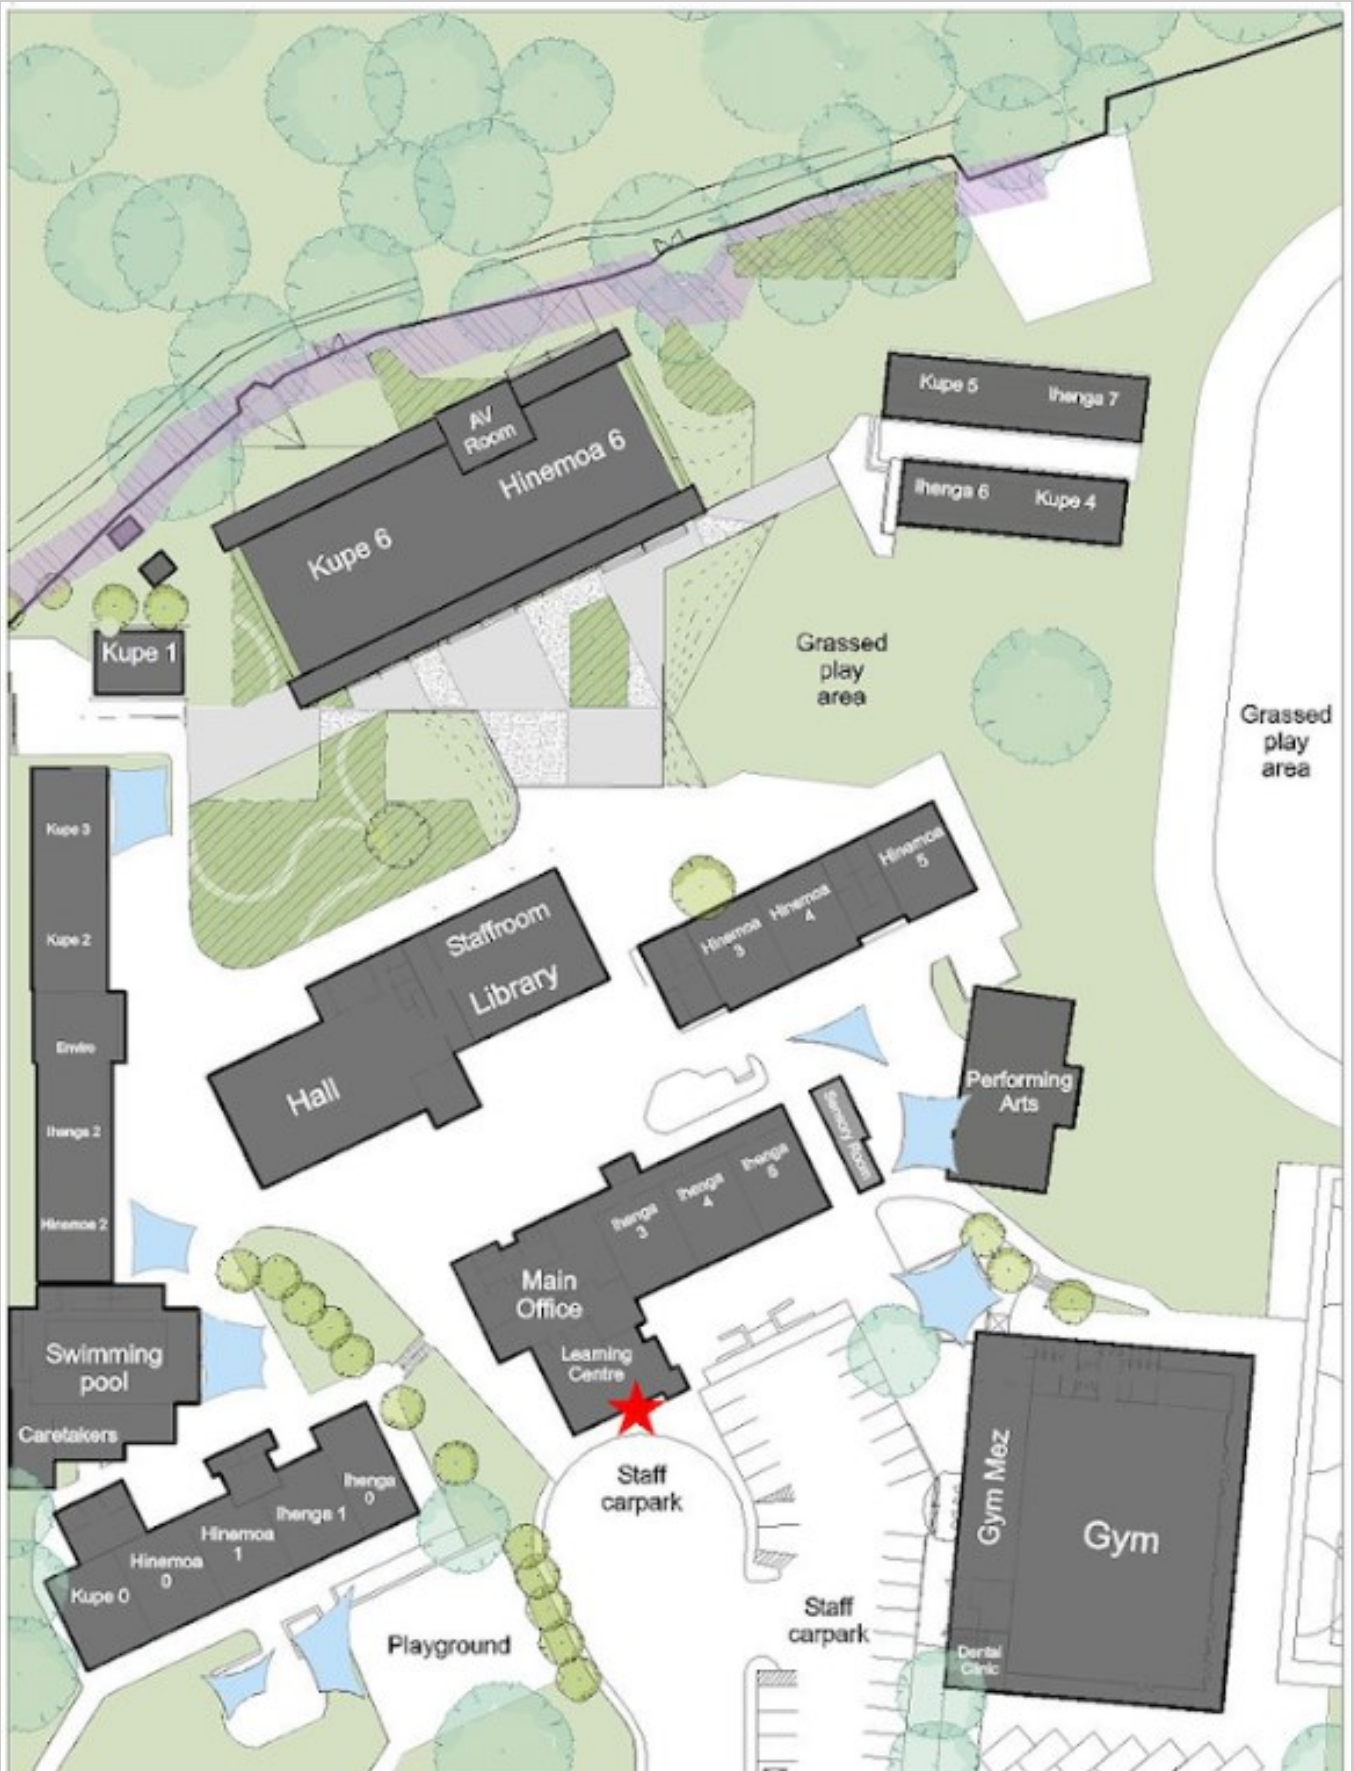 Kupe 5
Ihenga 7
AV
Room
Hinemoa 6
Kupe 6
Ihenga 6
Kupe 4
Kupe 1
Grassed
play
area
Grassed
play
area
Kupe 3
Kupe 2
Enviro
Ihenga 2
Hinemoa 2
Staffroom
Library
Hall
Hinemoa
3
Hinemoa
4
Hinemoa
5
Performing
Arts
Sensory Room
Ihenga
3
Ihenga
4
Ihenga
5
Main
Office
Learning
Centre
Swimming
pool
Caretakers
Staff
carpark
Ihenga
0
Ihenga 1
Hinemoa
1
Hinemoa
0
Kupe 0
Playground
Staff
carpark
Gym Mez
Gym
Dental
Clinic